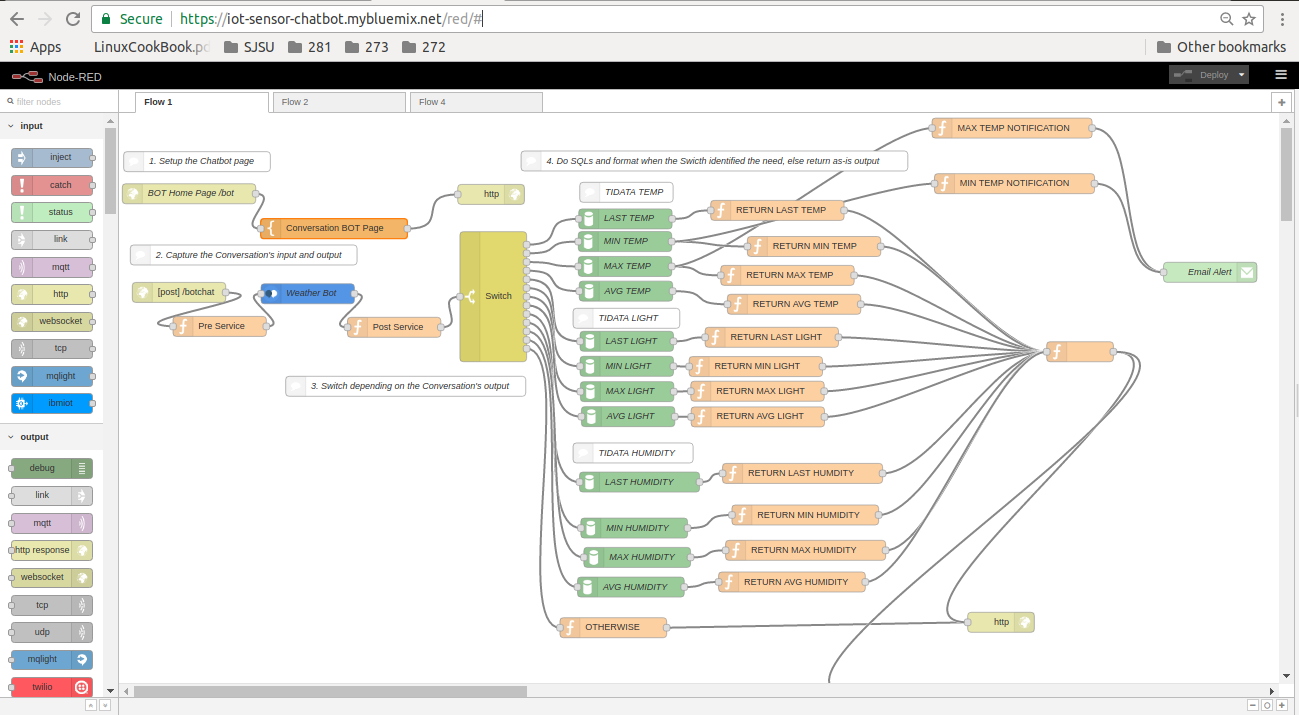 Secure https://iot-sensor-chatbot.mybluemix.net/red/#
Apps LinuxCookBook.pd SJSU 281 273 272 Other bookmarks
Node-RED Deploy
filter nodes
Flow 1 Flow 2 Flow 4 +
input
inject
catch
status
link
mqtt
http
websocket
tcp
mqlight
ibmiot
output
debug
link
mqtt
http response
websocket
tcp
udp
mqlight
twilio
1. Setup the Chatbot page
BOT Home Page /bot
http
Conversation BOT Page
2. Capture the Conversation's input and output
[post] /botchat
Weather Bot
Pre Service
Post Service
Switch
3. Switch depending on the Conversation's output
4. Do SQLs and format when the Swicth identified the need, else return as-is output
MAX TEMP NOTIFICATION
MIN TEMP NOTIFICATION
Email Alert
TIDATA TEMP
LAST TEMP RETURN LAST TEMP
MIN TEMP RETURN MIN TEMP
MAX TEMP RETURN MAX TEMP
AVG TEMP RETURN AVG TEMP
TIDATA LIGHT
LAST LIGHT RETURN LAST LIGHT
MIN LIGHT RETURN MIN LIGHT
MAX LIGHT RETURN MAX LIGHT
AVG LIGHT RETURN AVG LIGHT
TIDATA HUMIDITY
LAST HUMIDITY RETURN LAST HUMIDITY
MIN HUMIDITY RETURN MIN HUMIDITY
MAX HUMIDITY RETURN MAX HUMIDITY
AVG HUMIDITY RETURN AVG HUMIDITY
OTHERWISE
http